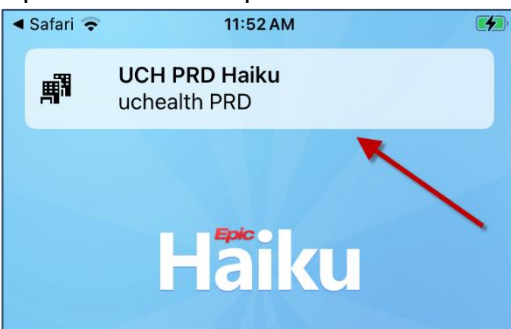 ◄ Safari
11:52 AM
UCH PRD Haiku
uchealth PRD
Epic
Haiku